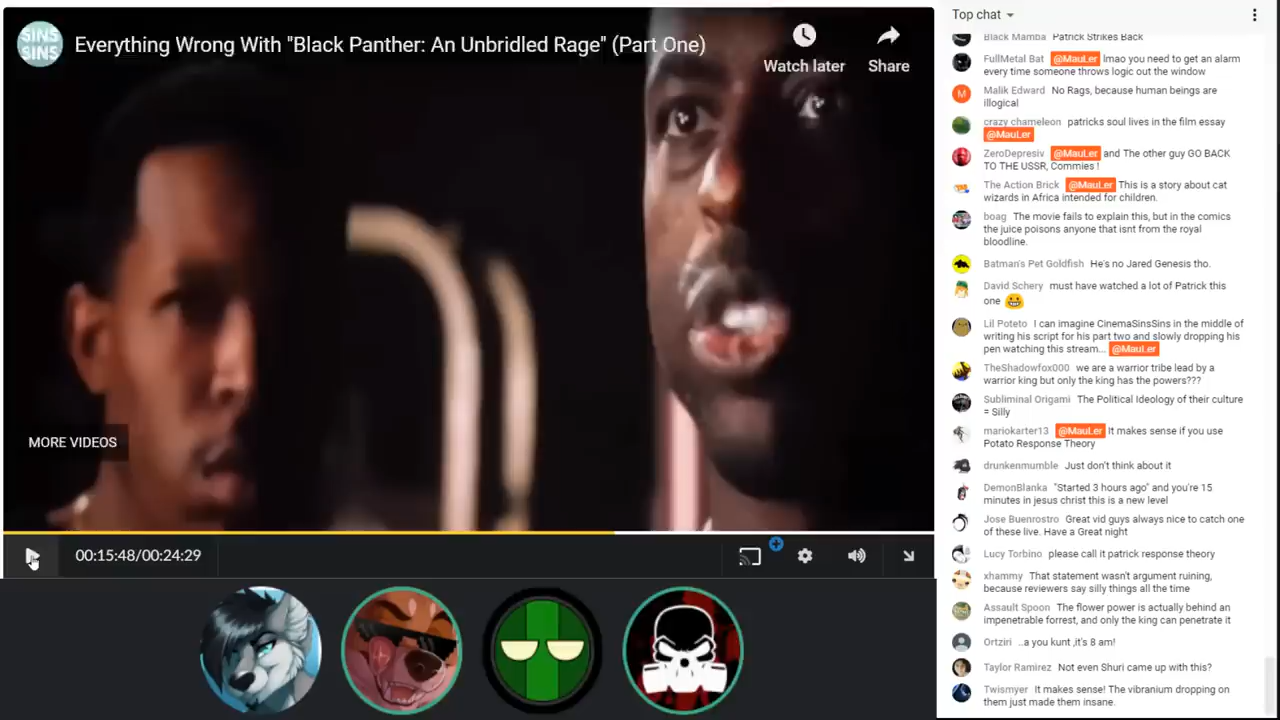 SINS
SINS
Everything Wrong With "Black Panther: An Unbridled Rage" (Part One)
Watch later
Share
MORE VIDEOS
00:15:48/00:24:29
Top chat
Black Mamba Patrick Strikes Back
FullMetal Bat @MauLer lmao you need to get an alarm
every time someone throws logic out the window
M
Malik Edward No Rags, because human beings are
illogical
crazy chameleon patricks soul lives in the film essay
@MauLer
ZeroDepresiv @MauLer and The other guy GO BACK
TO THE USSR, Commies !
The Action Brick @MauLer This is a story about cat
wizards in Africa intended for children.
boag The movie fails to explain this, but in the comics
the juice poisons anyone that isnt from the royal
bloodline.
Batman's Pet Goldfish He's no Jared Genesis tho.
David Schery must have watched a lot of Patrick this
one
Lil Poteto I can imagine CinemaSinsSins in the middle of
writing his script for his part two and slowly dropping his
pen watching this stream... @MauLer
TheShadowfox000 we are a warrior tribe lead by a
warrior king but only the king has the powers???
Subliminal Origami The Political Ideology of their culture
= Silly
mariokarter13 @MauLer It makes sense if you use
Potato Response Theory
drunkenmumble Just don't think about it
DemonBlanka "Started 3 hours ago" and you're 15
minutes in jesus christ this is a new level
Jose Buenrostro Great vid guys always nice to catch one
of these live. Have a Great night
Lucy Torbino please call it patrick response theory
xhammy That statement wasn't argument ruining,
because reviewers say silly things all the time
Assault Spoon The flower power is actually behind an
impenetrable forrest, and only the king can penetrate it
Ortziri ..a you kunt ,it's 8 am!
Taylor Ramirez Not even Shuri came up with this?
Twismyer It makes sense! The vibranium dropping on
them just made them insane.